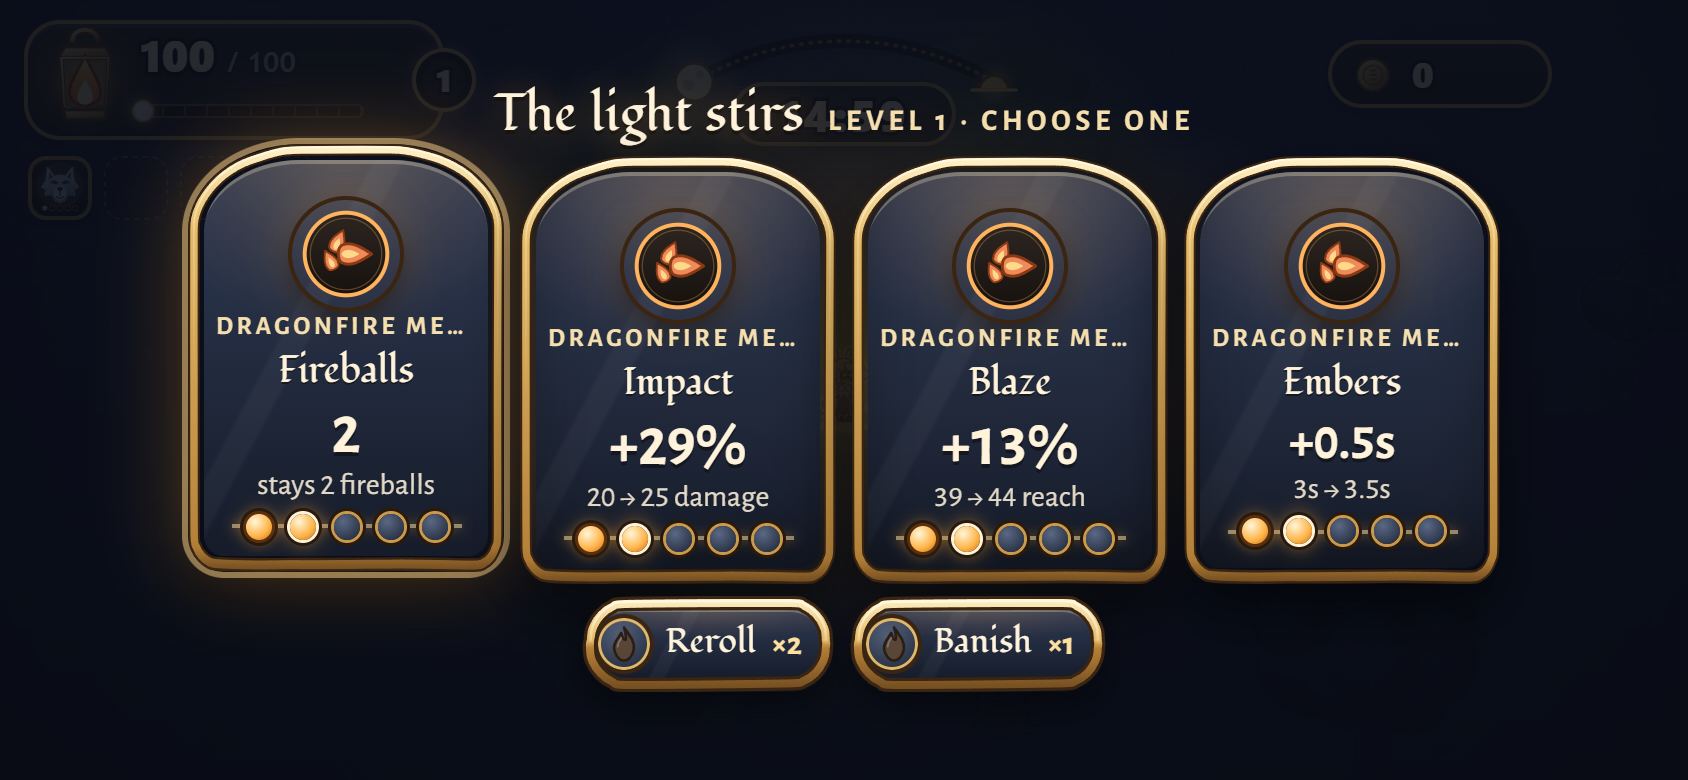 100 / 100
1
0
The light stirs LEVEL 1 · CHOOSE ONE
DRAGONFIRE ME...
Fireballs
2
stays 2 fireballs
DRAGONFIRE ME...
Impact
+29%
20 → 25 damage
DRAGONFIRE ME...
Blaze
+13%
39 → 44 reach
DRAGONFIRE ME...
Embers
+0.5s
3s → 3.5s
Reroll ×2
Banish ×1